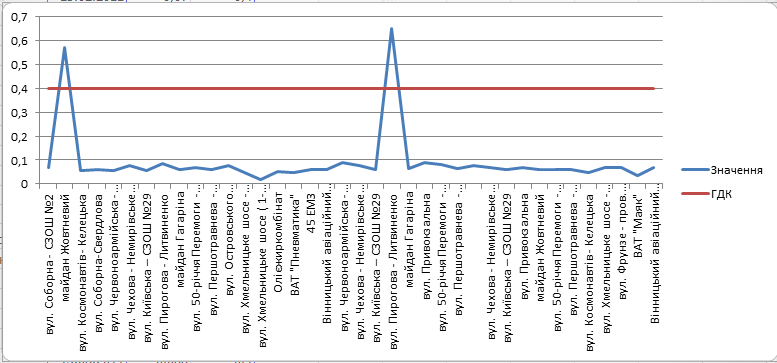 0,7
0,6
0,5
0,4
0,3
0,2
0,1
0
вул. Соборна - СЗОШ №2
майдан Жовтневий
вул. Космонавтів- Келецька
вул. Соборна-Свердлова
вул. Червоноармійська -…
вул. Чехова - Немирівське…
вул. Київська – СЗОШ №29
вул. Пирогова - Литвиненко
майдан Гагаріна
вул. 50-річчя Перемоги -…
вул. Першотравнева -…
вул. Островського…
вул. Хмельницьке шосе -…
вул. Хмельницьке шосе ( 1-…
Олієжиркомбінат
ВАТ "Пневматика"
45 ЕМЗ
Вінницький авіаційний…
вул. Червоноармійська -…
вул. Чехова - Немирівське…
вул. Київська – СЗОШ №29
вул. Пирогова - Литвиненко
майдан Гагаріна
вул. Привокзальна
вул. 50-річчя Перемоги -…
вул. Першотравнева -…
вул. Чехова - Немирівське…
вул. Київська – СЗОШ №29
вул. Привокзальна
майдан Жовтневий
вул. 50-річчя Перемоги -…
вул. Першотравнева -…
вул. Космонавтів- Келецька
вул. Хмельницьке шосе -…
вул. Фрунзе - пров.…
ВАТ "Маяк"
Вінницький авіаційний…
Значення
ГДК